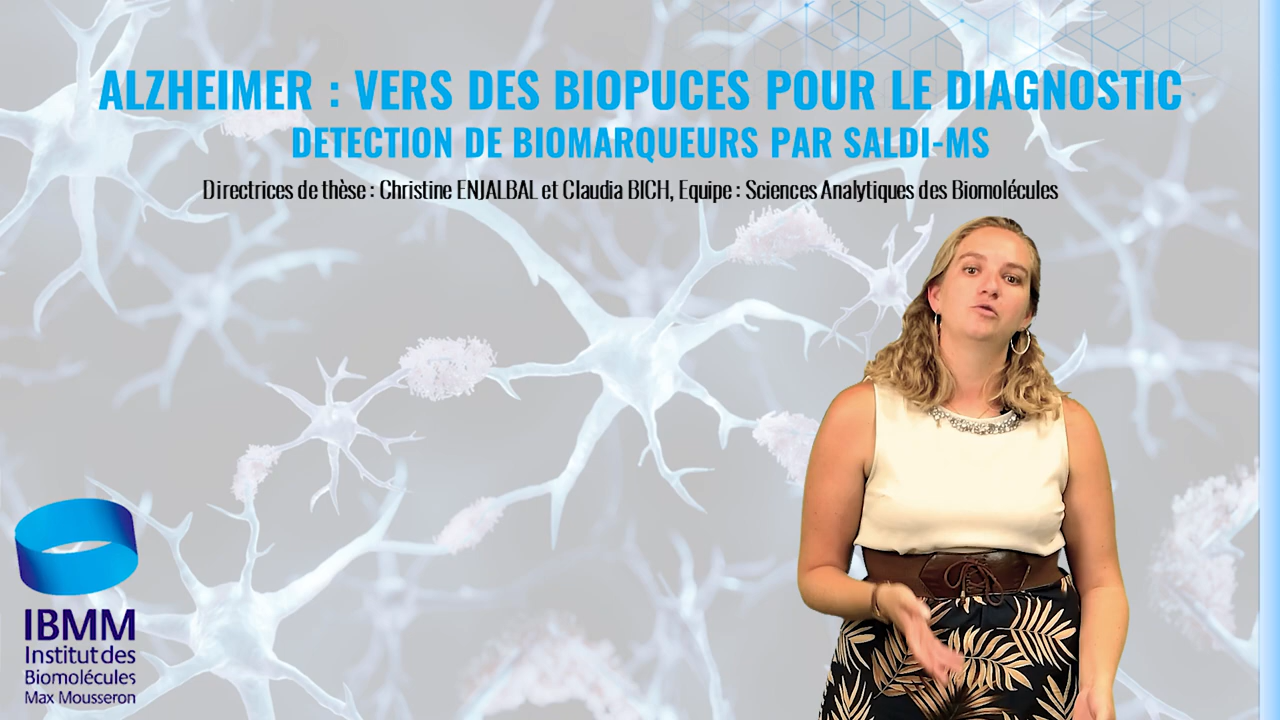 ALZHEIMER : VERS DES BIOPUCES POUR LE DIAGNOSTIC
DETECTION DE BIOMARQUEURS PAR SALDI-MS
Directrices de thèse : Christine ENJALBAL et Claudia BICH, Equipe : Sciences Analytiques des Biomolécules
IBMM
Institut des
Biomolécules
Max Mousseron